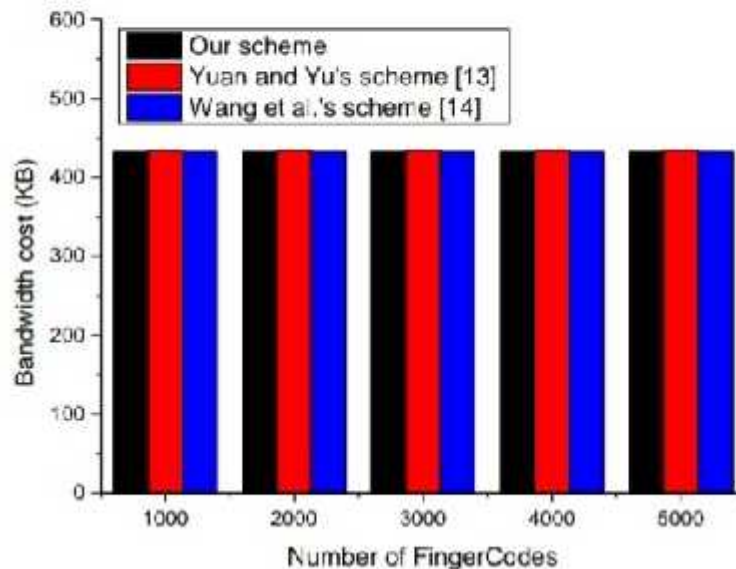 600
500
400
300
200
100
0
Bandwidth cost (KB)
Our scheme
Yuan and Yu's scheme [13]
Wang et al.'s scheme [14]
1000 2000 3000 4000 5000
Number of FingerCodes